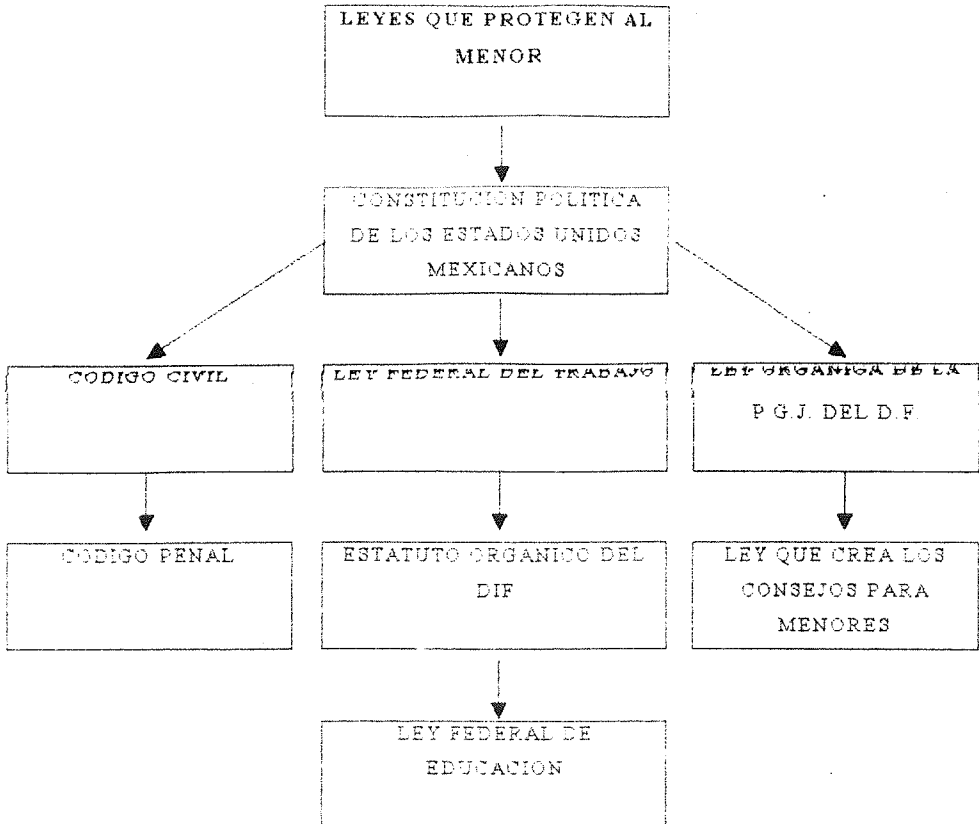 LEYES QUE PROTEGEN AL
MENOR
CONSTITUCION POLITICA
DE LOS ESTADOS UNIDOS
MEXICANOS
CODIGO CIVIL
LEY FEDERAL DEL TRABAJO
LEY ORGANICA DE LA
P G.J. DEL D.F.
CODIGO PENAL
ESTATUTO ORGANICO DEL
DIF
LEY QUE CREA LOS
CONSEJOS PARA
MENORES
LEY FEDERAL DE
EDUCACION